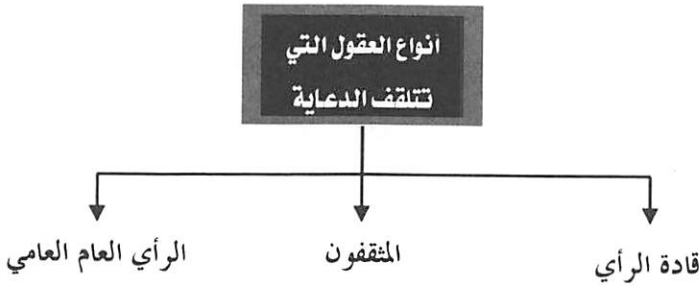 أنواع العقول التي
تتلقف الدعاية
قادة الرأي
المثقفون
الرأي العام العامي